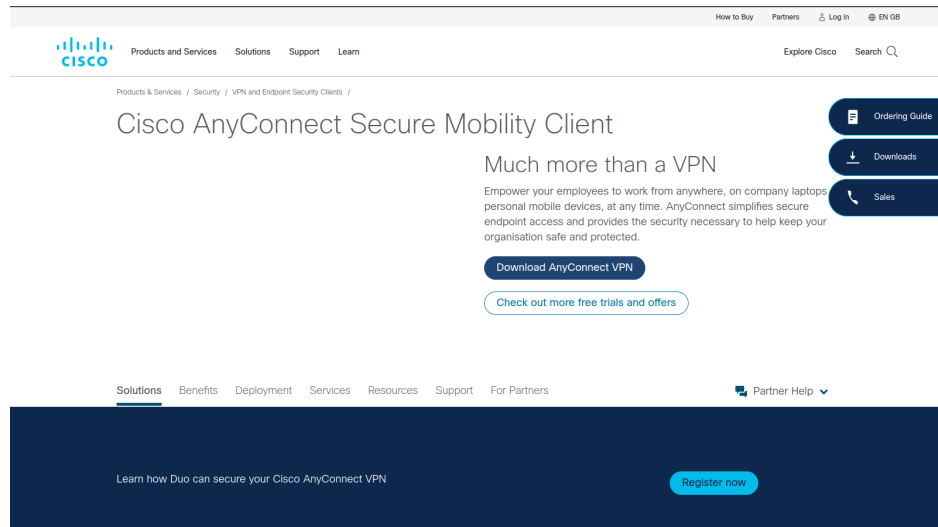 How to Buy Partners Log In EN GB
CISCO
Products and Services Solutions Support Learn Explore Cisco Search
Products & Services / Security / VPN and Endpoint Security Clients /
Cisco AnyConnect Secure Mobility Client
Ordering Guide
Downloads
Sales
Much more than a VPN
Empower your employees to work from anywhere, on company laptops
personal mobile devices, at any time. AnyConnect simplifies secure
endpoint access and provides the security necessary to help keep your
organisation safe and protected.
Download AnyConnect VPN
Check out more free trials and offers
Solutions Benefits Deployment Services Resources Support For Partners Partner Help
Learn how Duo can secure your Cisco AnyConnect VPN
Register now